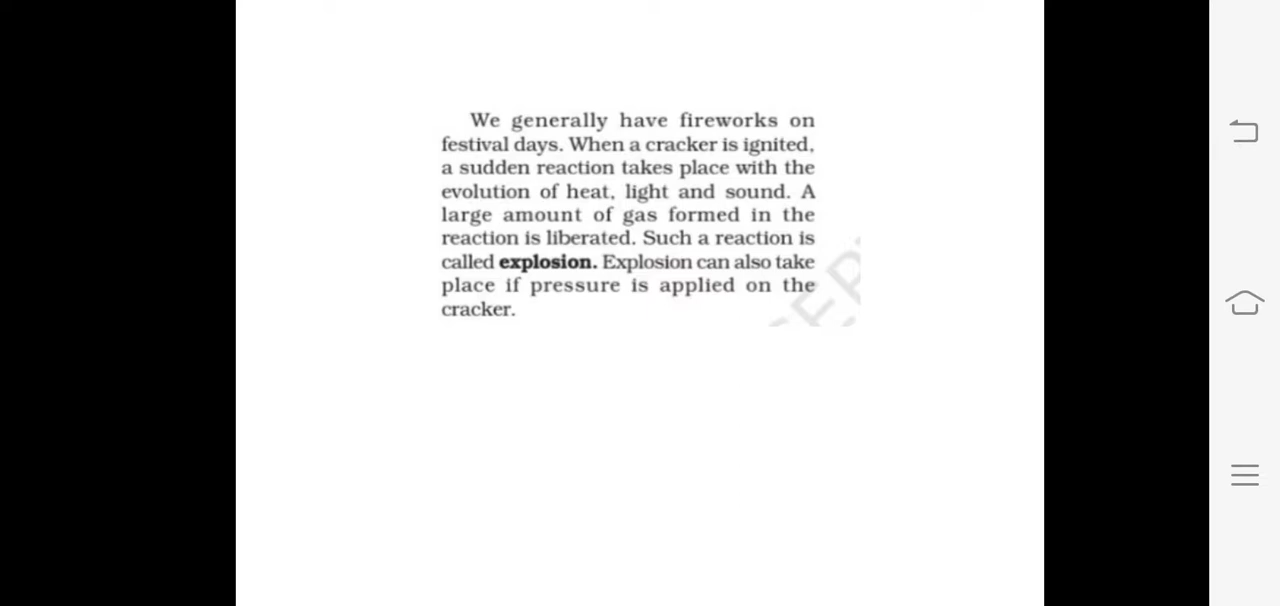 We generally have fireworks on
festival days. When a cracker is ignited,
a sudden reaction takes place with the
evolution of heat, light and sound. A
large amount of gas formed in the
reaction is liberated. Such a reaction is
called explosion. Explosion can also take
place if pressure is applied on the
cracker.